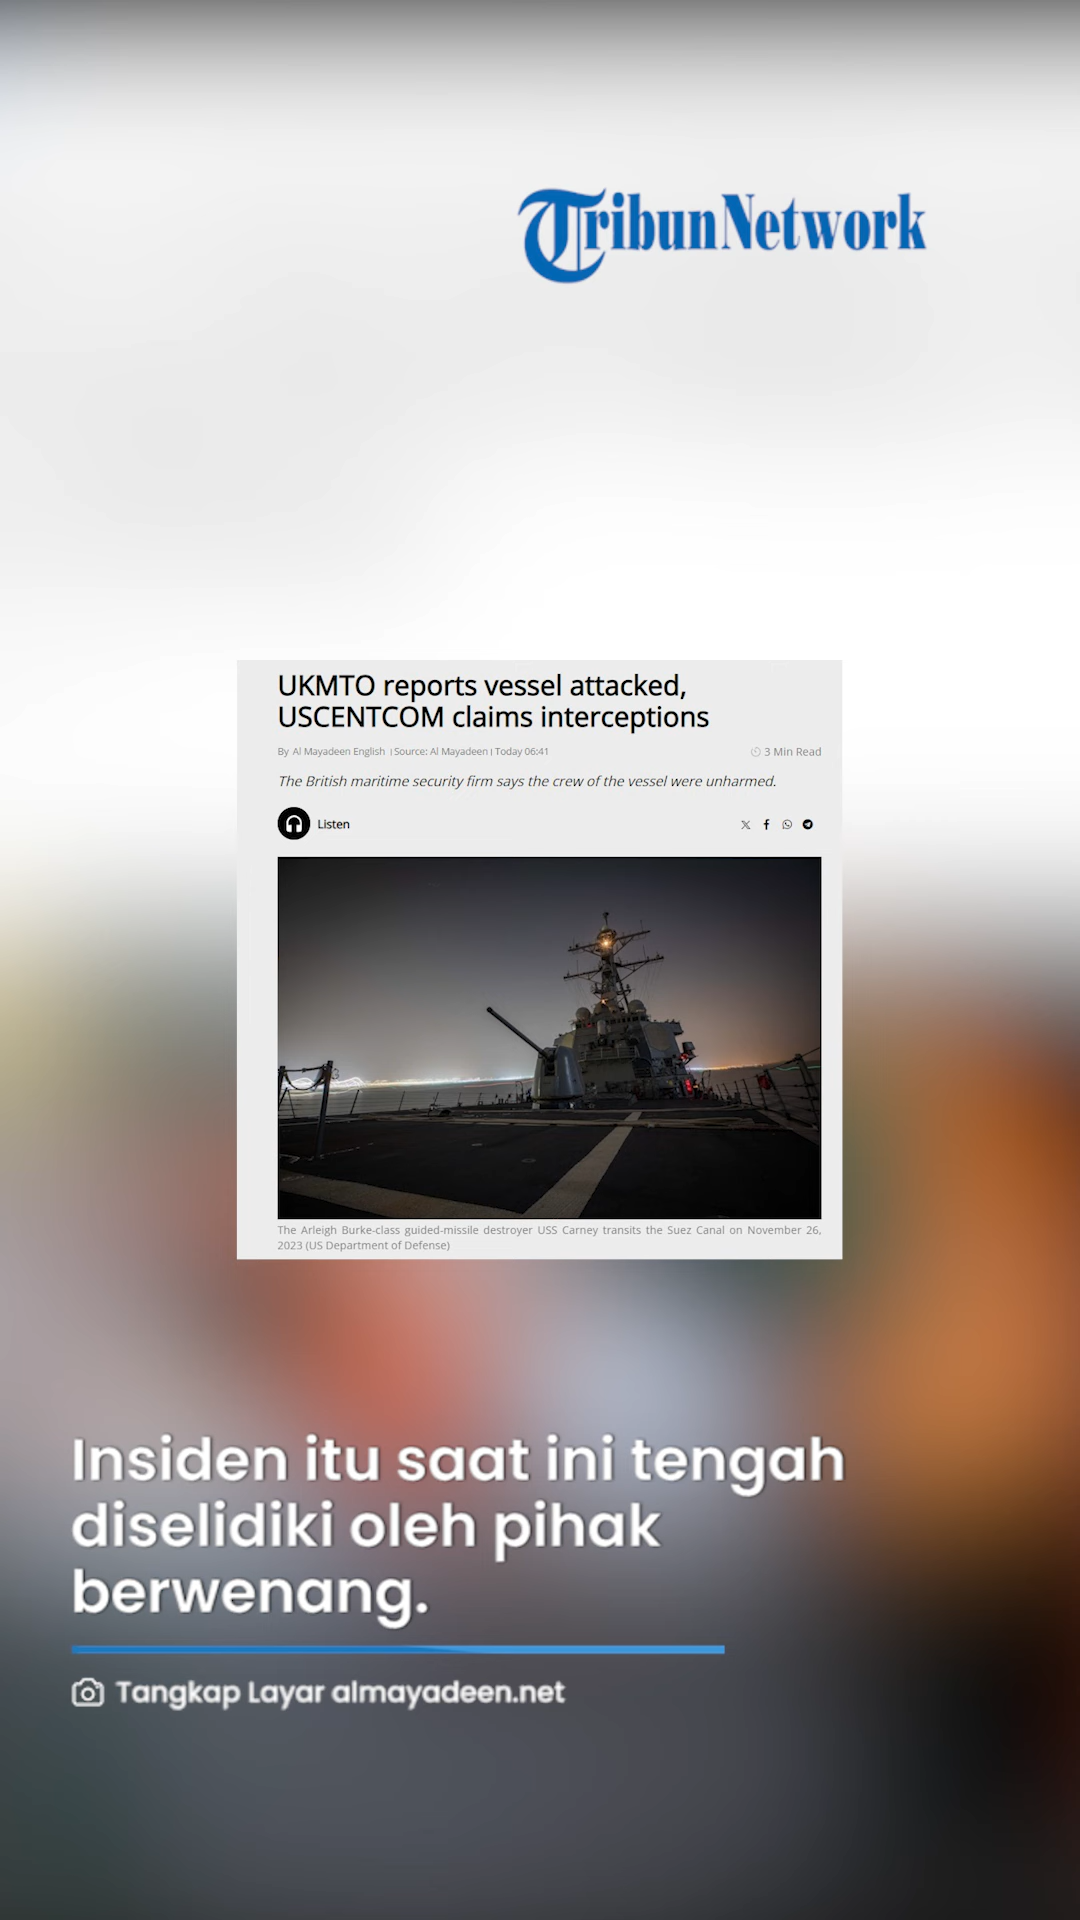 Tribun Network
UKMTO reports vessel attacked,
USCENTCOM claims interceptions
By Al Mayadeen English | Source: Al Mayadeen | Today 06:41
3 Min Read
The British maritime security firm says the crew of the vessel were unharmed.
Listen
The Arleigh Burke-class guided-missile destroyer USS Carney transits the Suez Canal on November 26,
2023 (US Department of Defense)
Insiden itu saat ini tengah
diselidiki oleh pihak
berwenang.
Tangkap Layar almayadeen.net